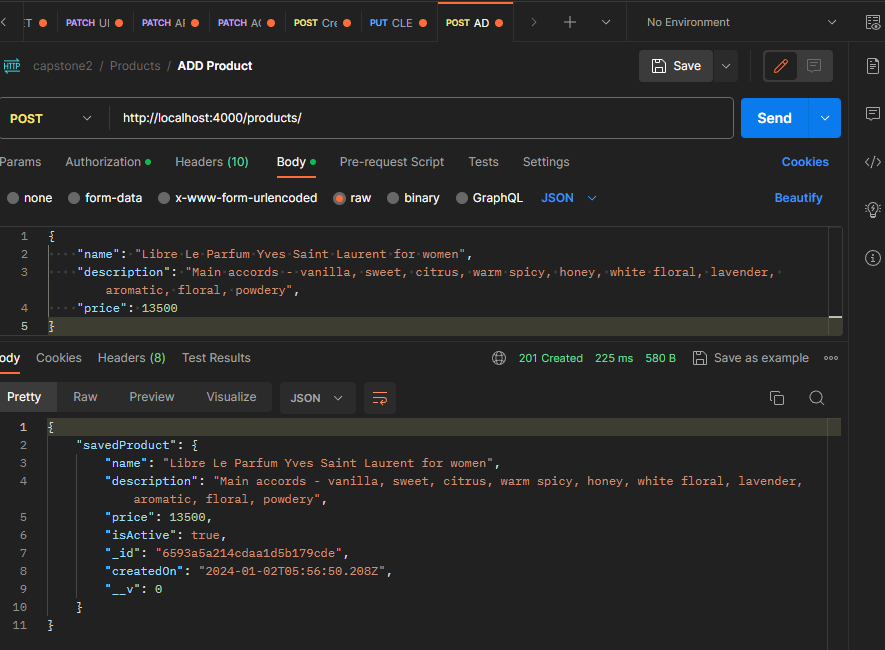 PATCH UI
PATCH AF
PATCH AC
POST Cre
PUT CLE
POST AD
No Environment
HTTP
capstone2 / Products / ADD Product
Save
POST
http://localhost:4000/products/
Send
Params
Authorization
Headers (10)
Body
Pre-request Script
Tests
Settings
Cookies
none
form-data
x-www-form-urlencoded
raw
binary
GraphQL
JSON
Beautify
1 {
2 "name": "Libre Le Parfum Yves Saint Laurent for women",
3 "description": "Main accords - vanilla, sweet, citrus, warm spicy, honey, white floral, lavender,
aromatic, floral, powdery",
4 "price": 13500
5 }
ody
Cookies
Headers (8)
Test Results
201 Created
225 ms
580 B
Save as example
Pretty
Raw
Preview
Visualize
JSON
1 {
2 "savedProduct": {
3 "name": "Libre Le Parfum Yves Saint Laurent for women",
4 "description": "Main accords - vanilla, sweet, citrus, warm spicy, honey, white floral, lavender,
aromatic, floral, powdery",
5 "price": 13500,
6 "isActive": true,
7 "_id": "6593a5a214cdaa1d5b179cde",
8 "createdOn": "2024-01-02T05:56:50.208Z",
9 "__v": 0
10 }
11 }